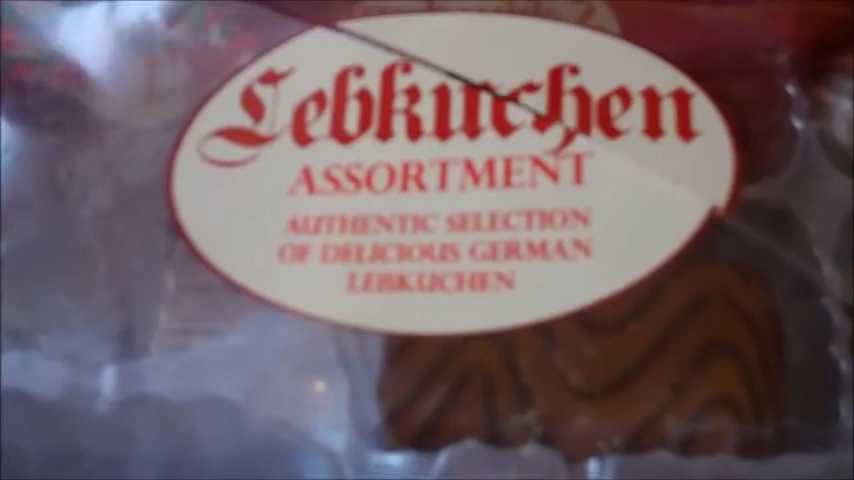 Lebkuchen
ASSORTMENT
AUTHENTIC SELECTION
OF DELICIOUS GERMAN
LEBKUCHEN